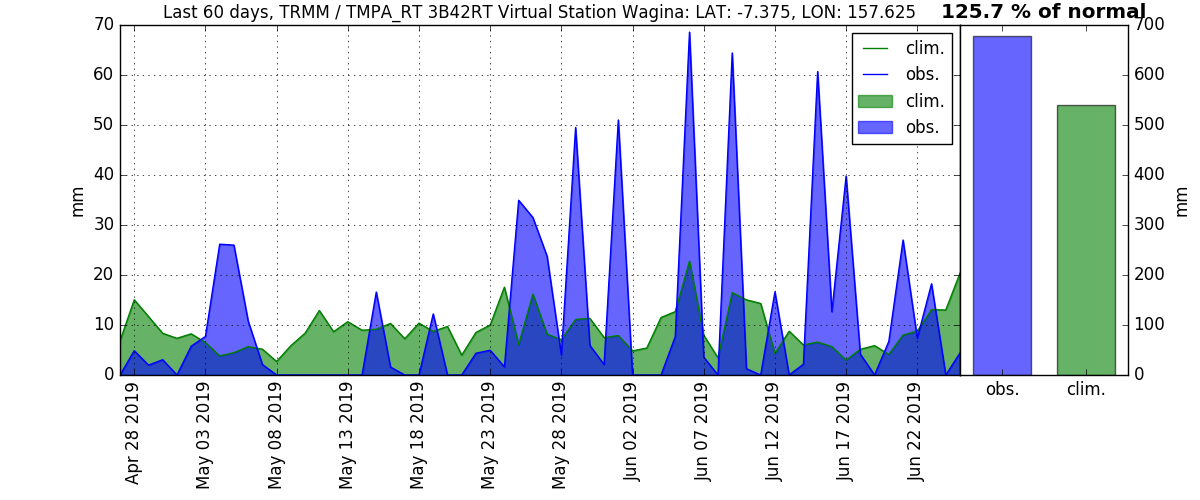 Last 60 days, TRMM / TMPA_RT 3B42RT Virtual Station Wagina: LAT: -7.375, LON: 157.625
125.7 % of normal
70
60
50
40
30
20
10
0
mm
clim.
obs.
clim.
obs.
Apr 28 2019
May 03 2019
May 08 2019
May 13 2019
May 18 2019
May 23 2019
May 28 2019
Jun 02 2019
Jun 07 2019
Jun 12 2019
Jun 17 2019
Jun 22 2019
700
600
500
400
300
200
100
0
mm
obs.
clim.